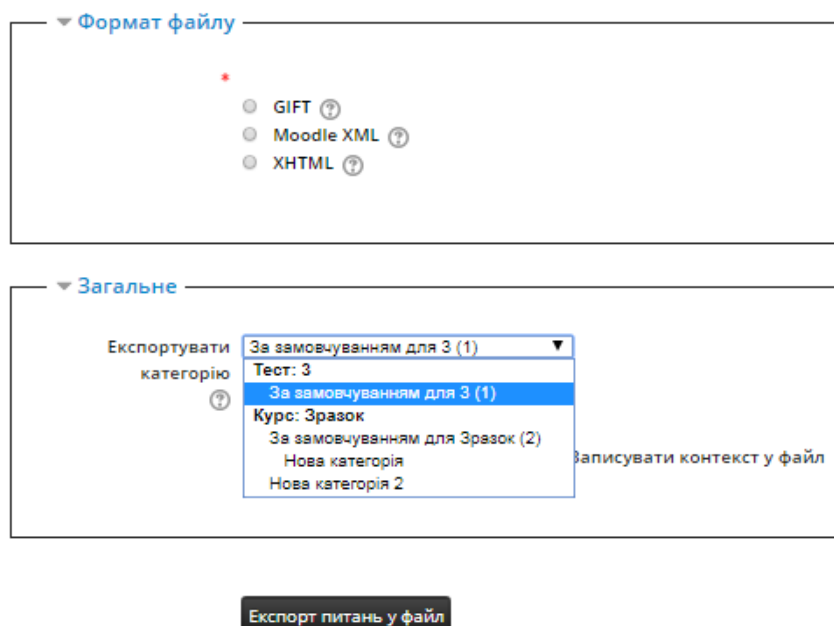 Формат файлу
*
GIFT
Moodle XML
XHTML
Загальне
Експортувати категорію
За замовчуванням для 3 (1)
Тест: 3
За замовчуванням для 3 (1)
Курс: Зразок
За замовчуванням для Зразок (2)
Нова категорія
Нова категорія 2
Записувати контекст у файл
Експорт питань у файл